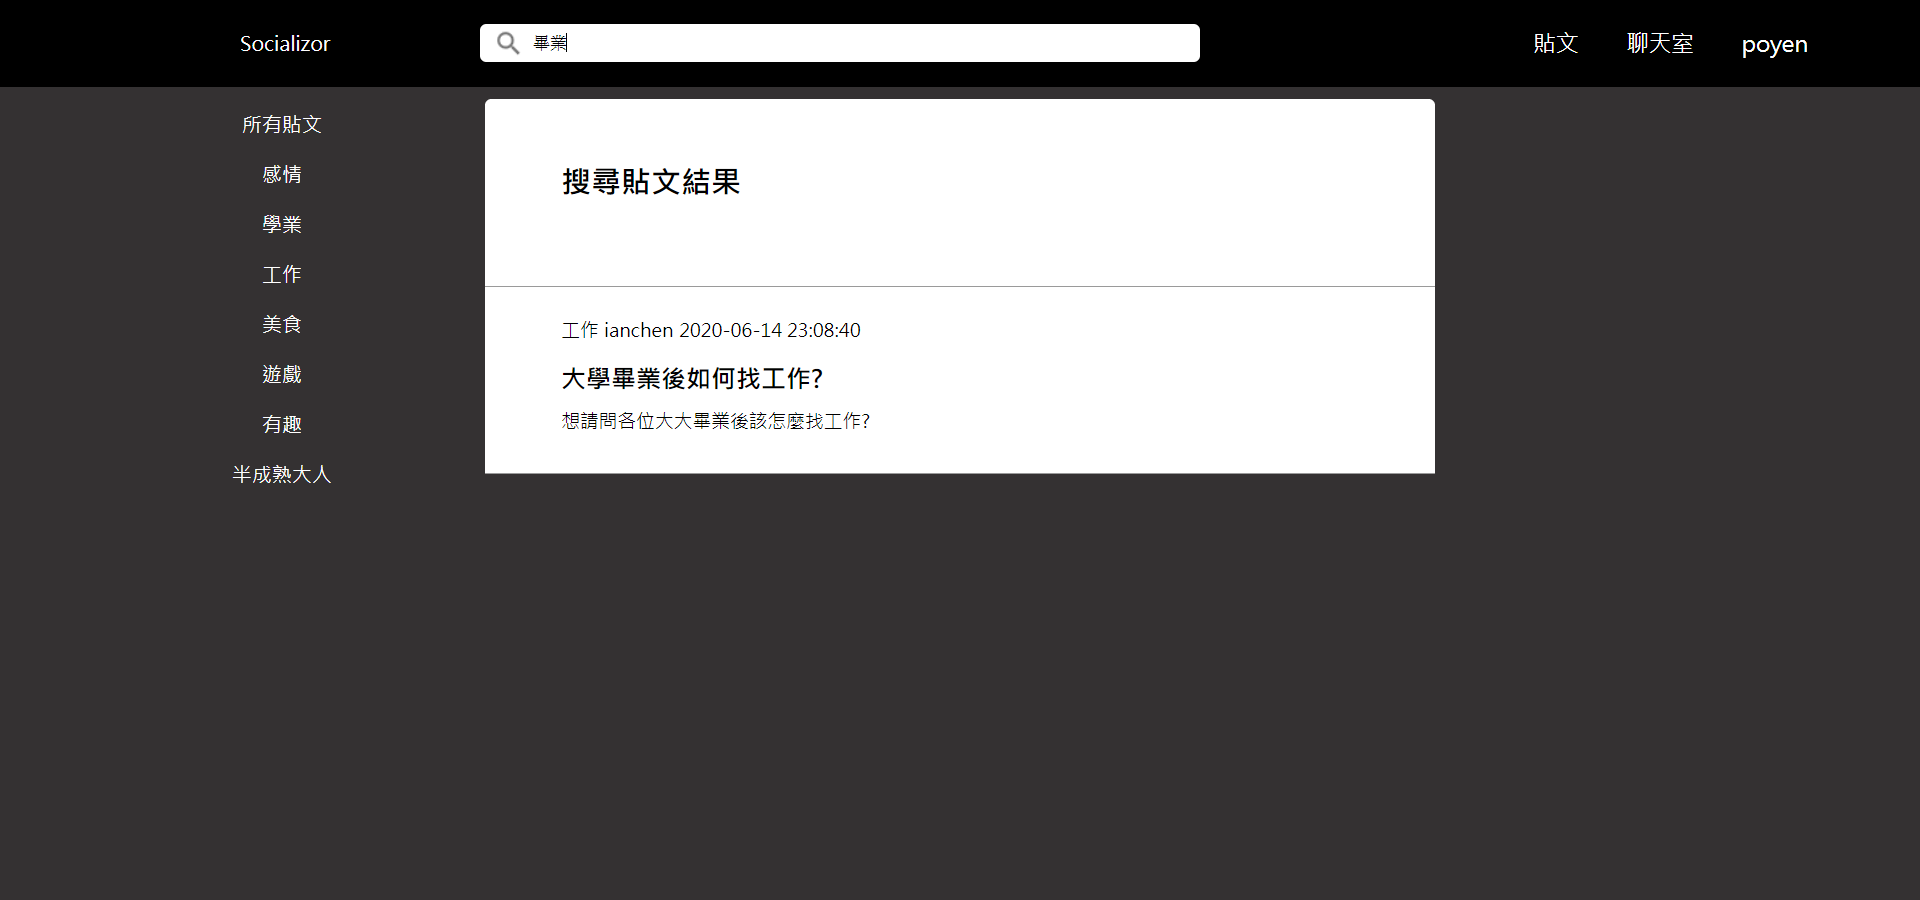 Socializor
畢業
貼文
聊天室
poyen
所有貼文
感情
學業
工作
美食
遊戲
有趣
半成熟大人
搜尋貼文結果
工作 ianchen 2020-06-14 23:08:40
大學畢業後如何找工作?
想請問各位大大畢業後該怎麼找工作?